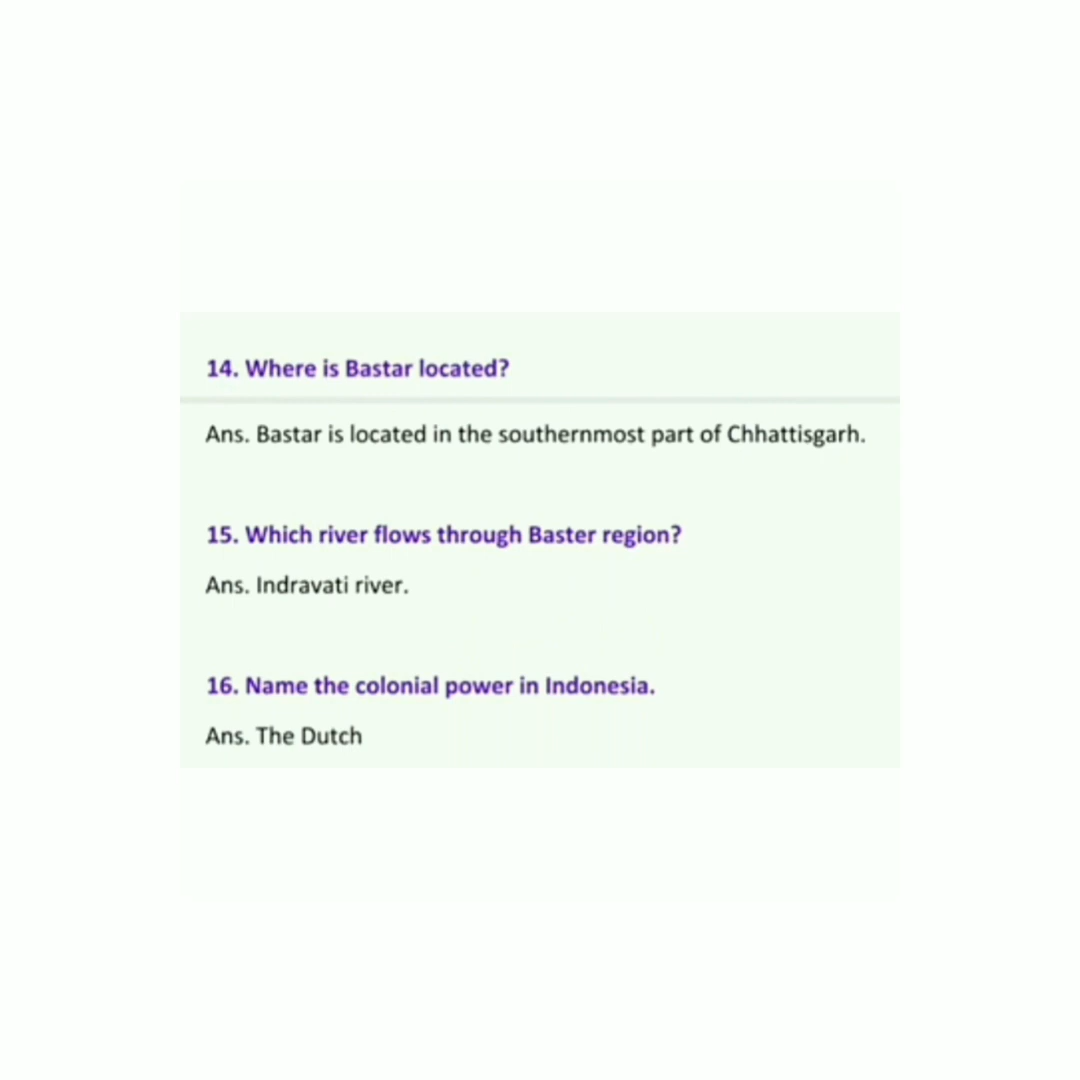 14. Where is Bastar located?
Ans. Bastar is located in the southernmost part of Chhattisgarh.
15. Which river flows through Baster region?
Ans. Indravati river.
16. Name the colonial power in Indonesia.
Ans. The Dutch